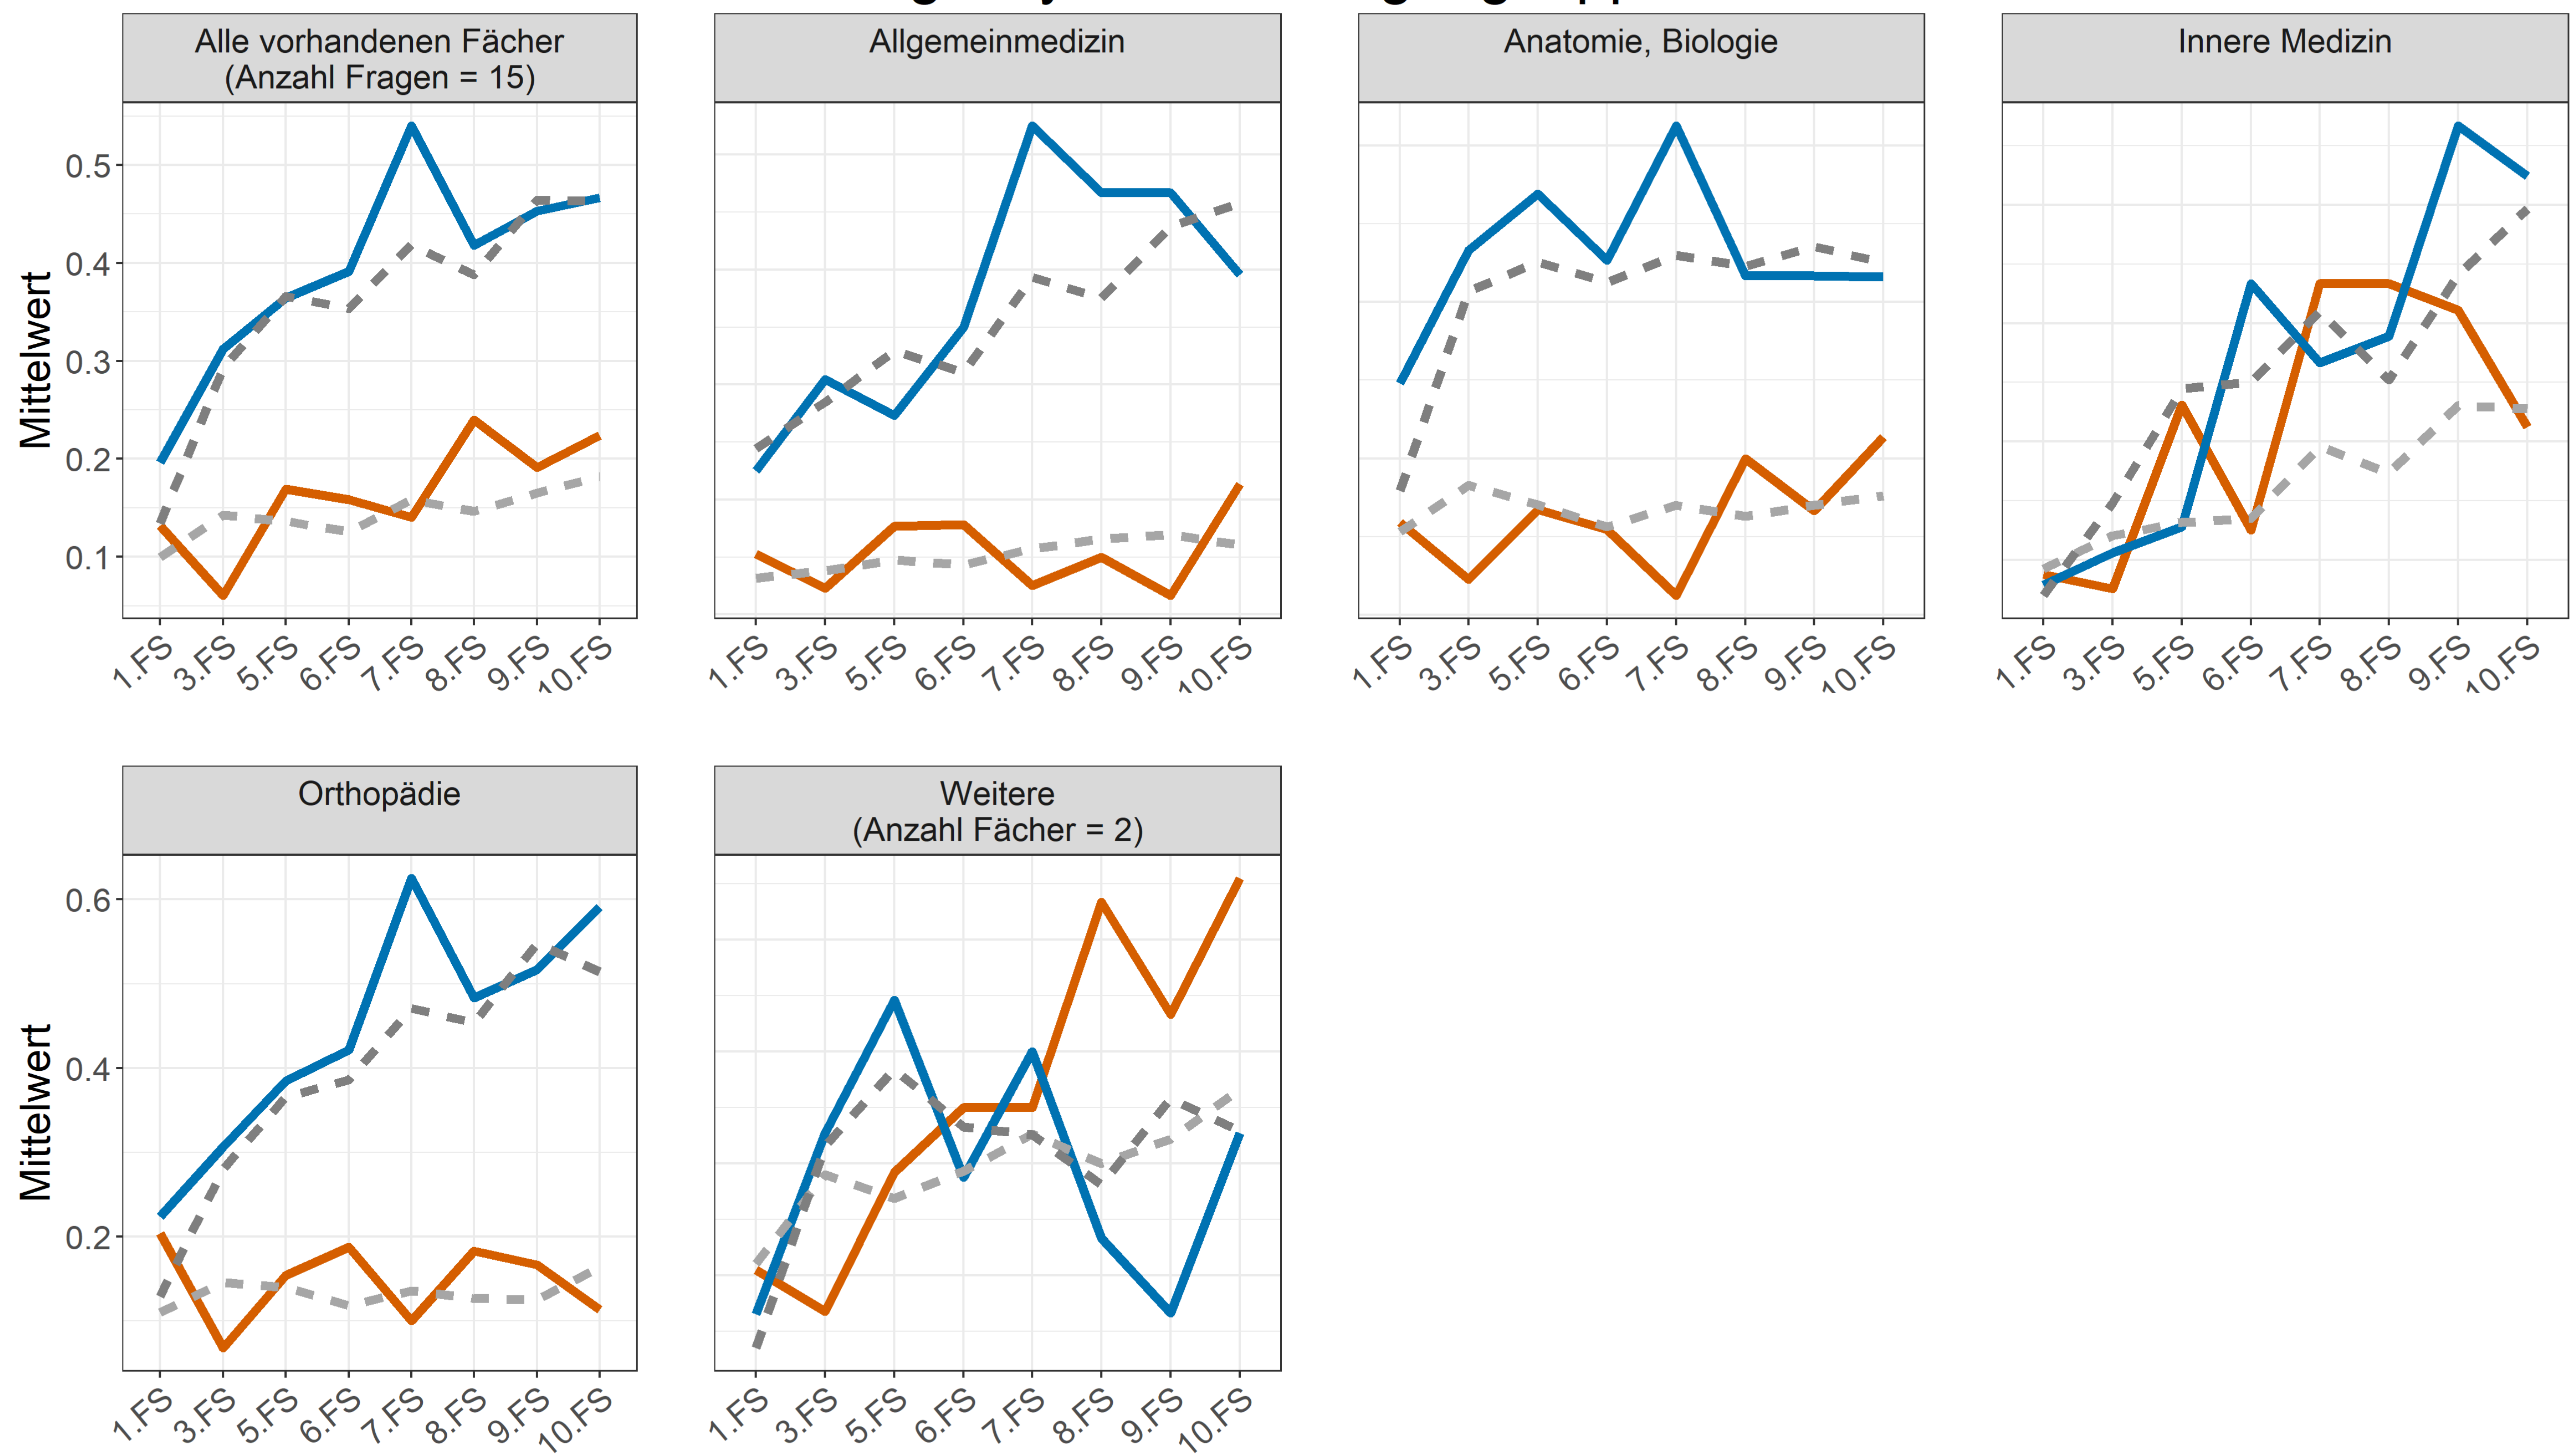 Alle vorhandenen Fächer
(Anzahl Fragen = 15)
Allgemeinmedizin
Anatomie, Biologie
Innere Medizin
Mittelwert
0.5
0.4
0.3
0.2
0.1
1.FS 3.FS 5.FS 6.FS 7.FS 8.FS 9.FS 10.FS
1.FS 3.FS 5.FS 6.FS 7.FS 8.FS 9.FS 10.FS
1.FS 3.FS 5.FS 6.FS 7.FS 8.FS 9.FS 10.FS
1.FS 3.FS 5.FS 6.FS 7.FS 8.FS 9.FS 10.FS
Orthopädie
Weitere
(Anzahl Fächer = 2)
Mittelwert
0.6
0.4
0.2
1.FS 3.FS 5.FS 6.FS 7.FS 8.FS 9.FS 10.FS
1.FS 3.FS 5.FS 6.FS 7.FS 8.FS 9.FS 10.FS